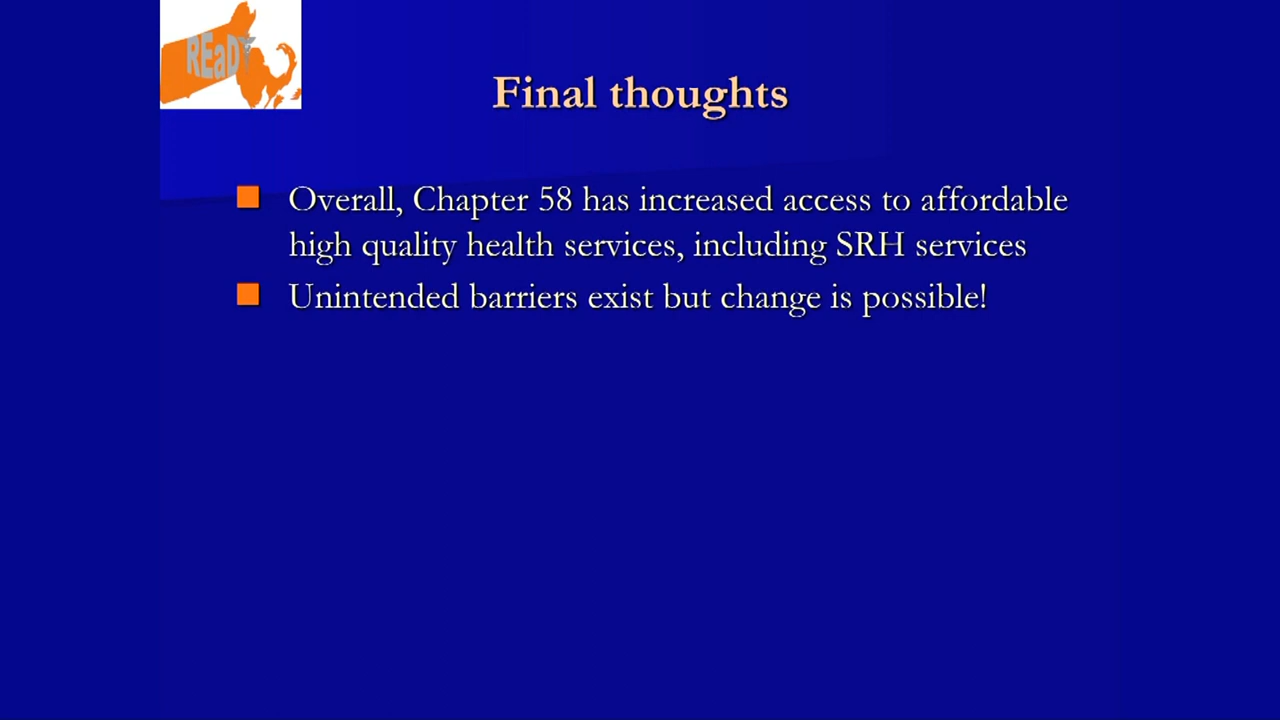 REaDY
Final thoughts
Overall, Chapter 58 has increased access to affordable
high quality health services, including SRH services
Unintended barriers exist but change is possible!